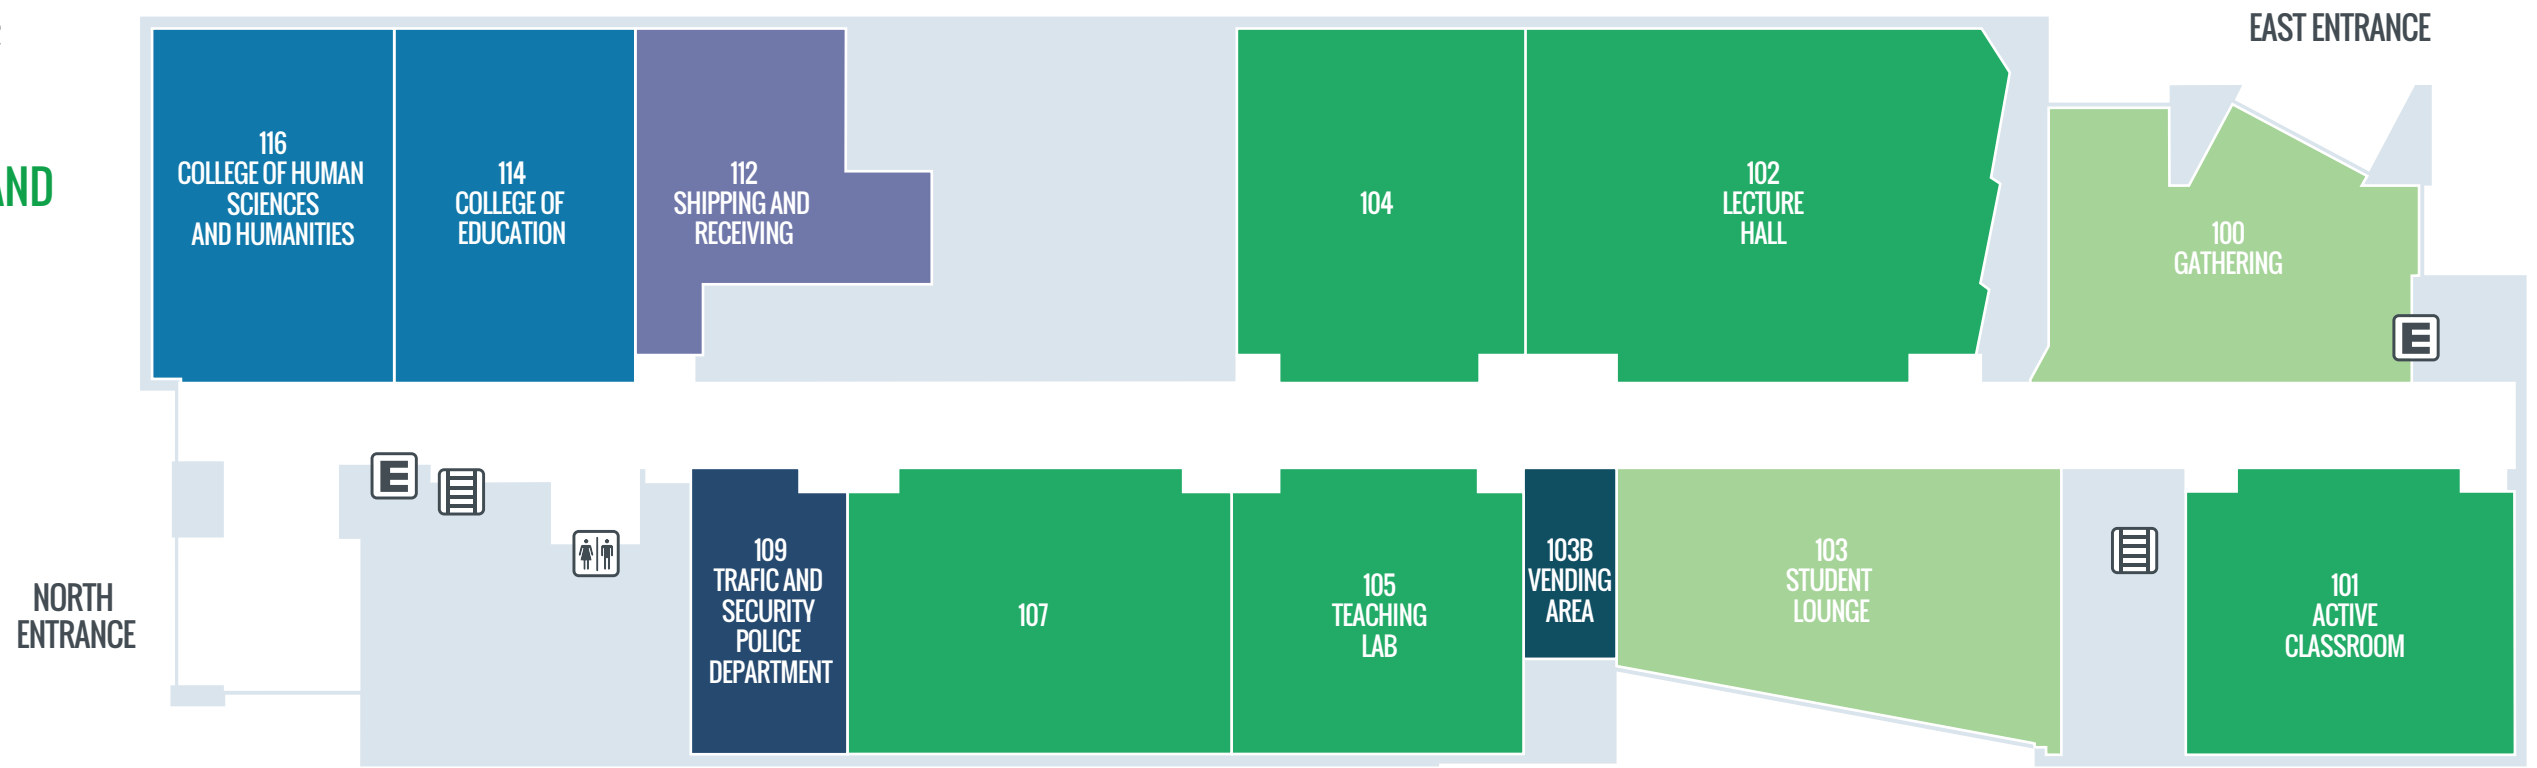 EAST ENTRANCE
AND
116
COLLEGE OF HUMAN
SCIENCES
AND HUMANITIES
114
COLLEGE OF
EDUCATION
112
SHIPPING AND
RECEIVING
104
102
LECTURE
HALL
100
GATHERING
E
E
NORTH
ENTRANCE
109
TRAFIC AND
SECURITY
POLICE
DEPARTMENT
107
105
TEACHING
LAB
103B
VENDING
AREA
103
STUDENT
LOUNGE
101
ACTIVE
CLASSROOM